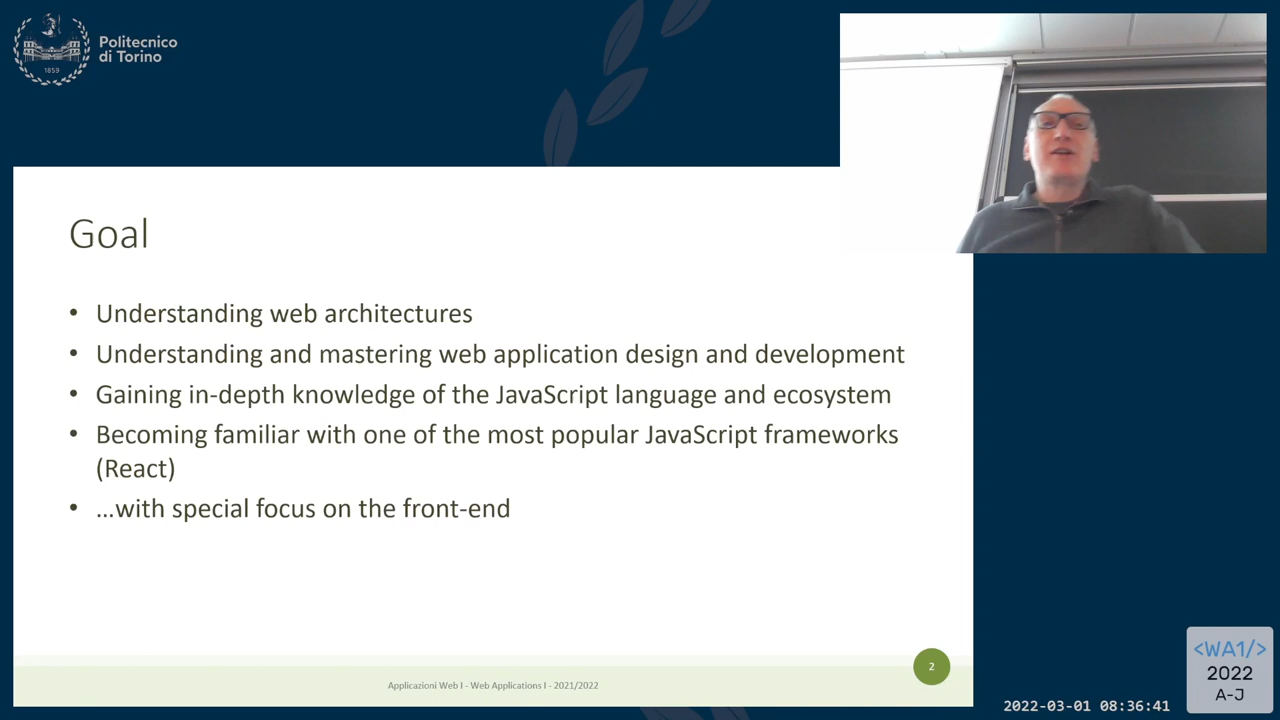 Politecnico
di Torino
1859
Goal
• Understanding web architectures
• Understanding and mastering web application design and development
• Gaining in-depth knowledge of the JavaScript language and ecosystem
• Becoming familiar with one of the most popular JavaScript frameworks
(React)
• …with special focus on the front-end
Applicazioni Web I - Web Applications I - 2021/2022
2
<WA1/>
2022
A-J
2022-03-01 08:36:41